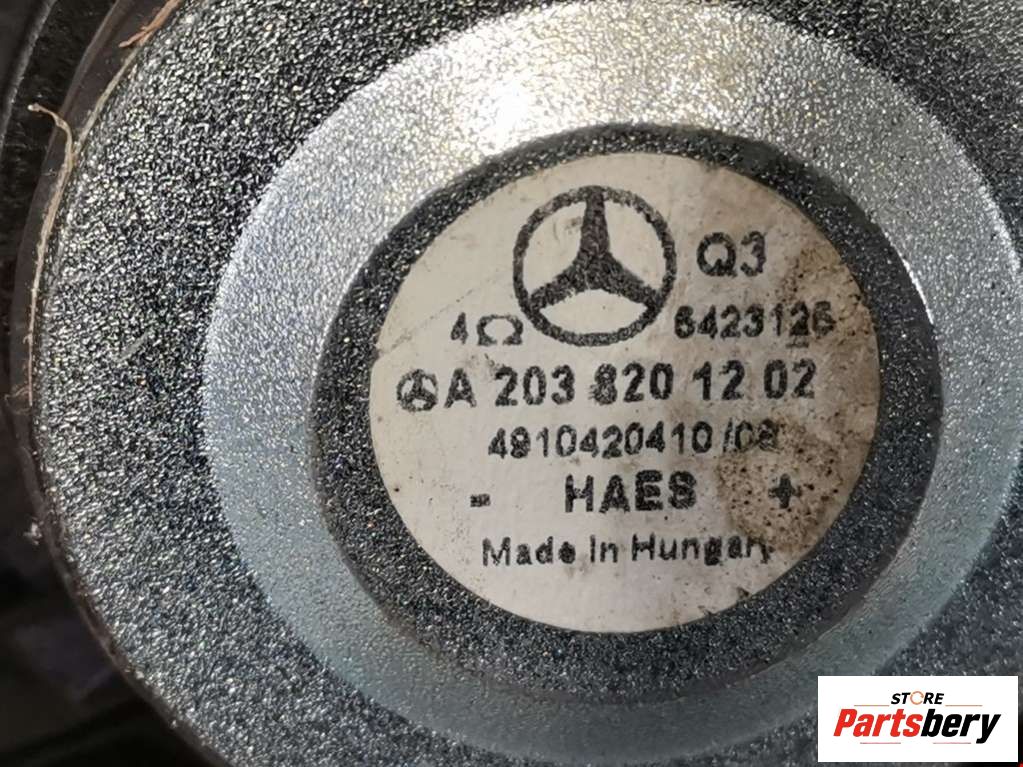 Q3
4Ω 6423126
A 203 820 12 02
4910420410/08
- HAES +
Made In Hungary
STORE
Partsbery